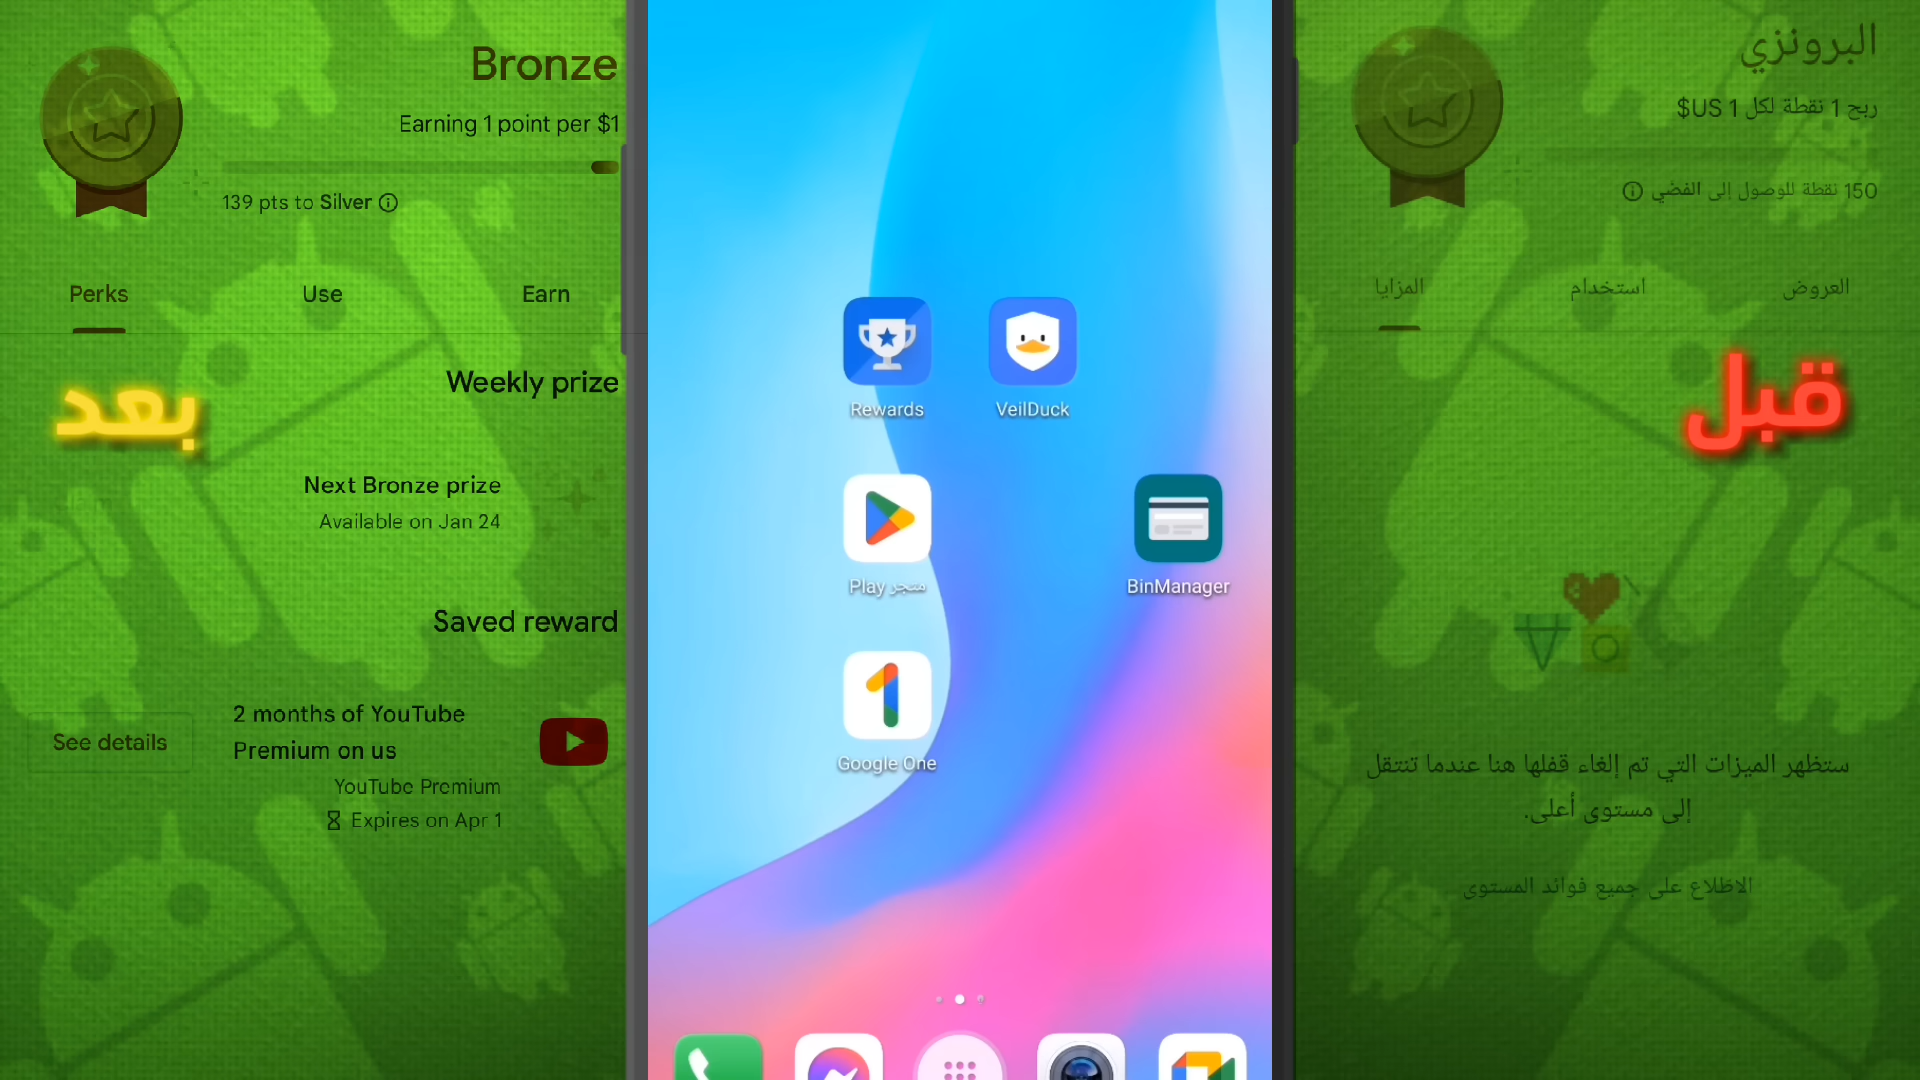 Bronze
Earning 1 point per $1
139 pts to Silver
Perks
Use
Earn
بعد
Weekly prize
Next Bronze prize
Available on Jan 24
Saved reward
2 months of YouTube
Premium on us
YouTube Premium
Expires on Apr 1
See details
Rewards
VeilDuck
متجر Play
BinManager
Google One
البرونزي
ربح 1 نقطة لكل 1 US$
150 نقطة للوصول إلى الفضي
المزايا
استخدام
العروض
قبل
ستظهر الميزات التي تم إلغاء قفلها هنا عندما تنتقل
إلى مستوى أعلى.
الاطّلاع على جميع فوائد المستوى